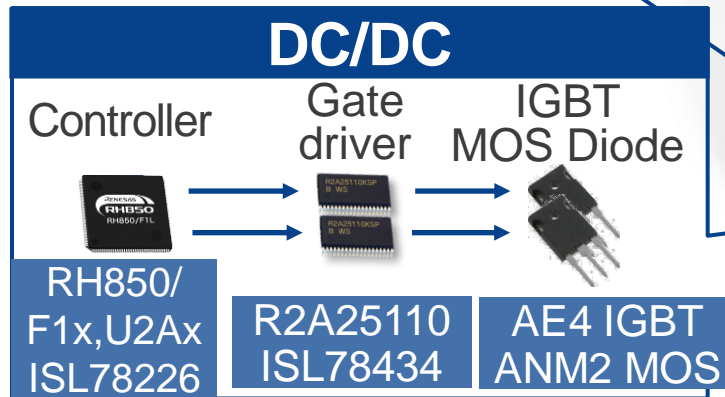 DC/DC
Controller
Gate
driver
IGBT
MOS Diode
RENESAS
RH850
RH850/F1L
R2A25110KSP
B WS
R2A25110KSP
B WS
RH850/
F1x,U2Ax
ISL78226
R2A25110
ISL78434
AE4 IGBT
ANM2 MOS